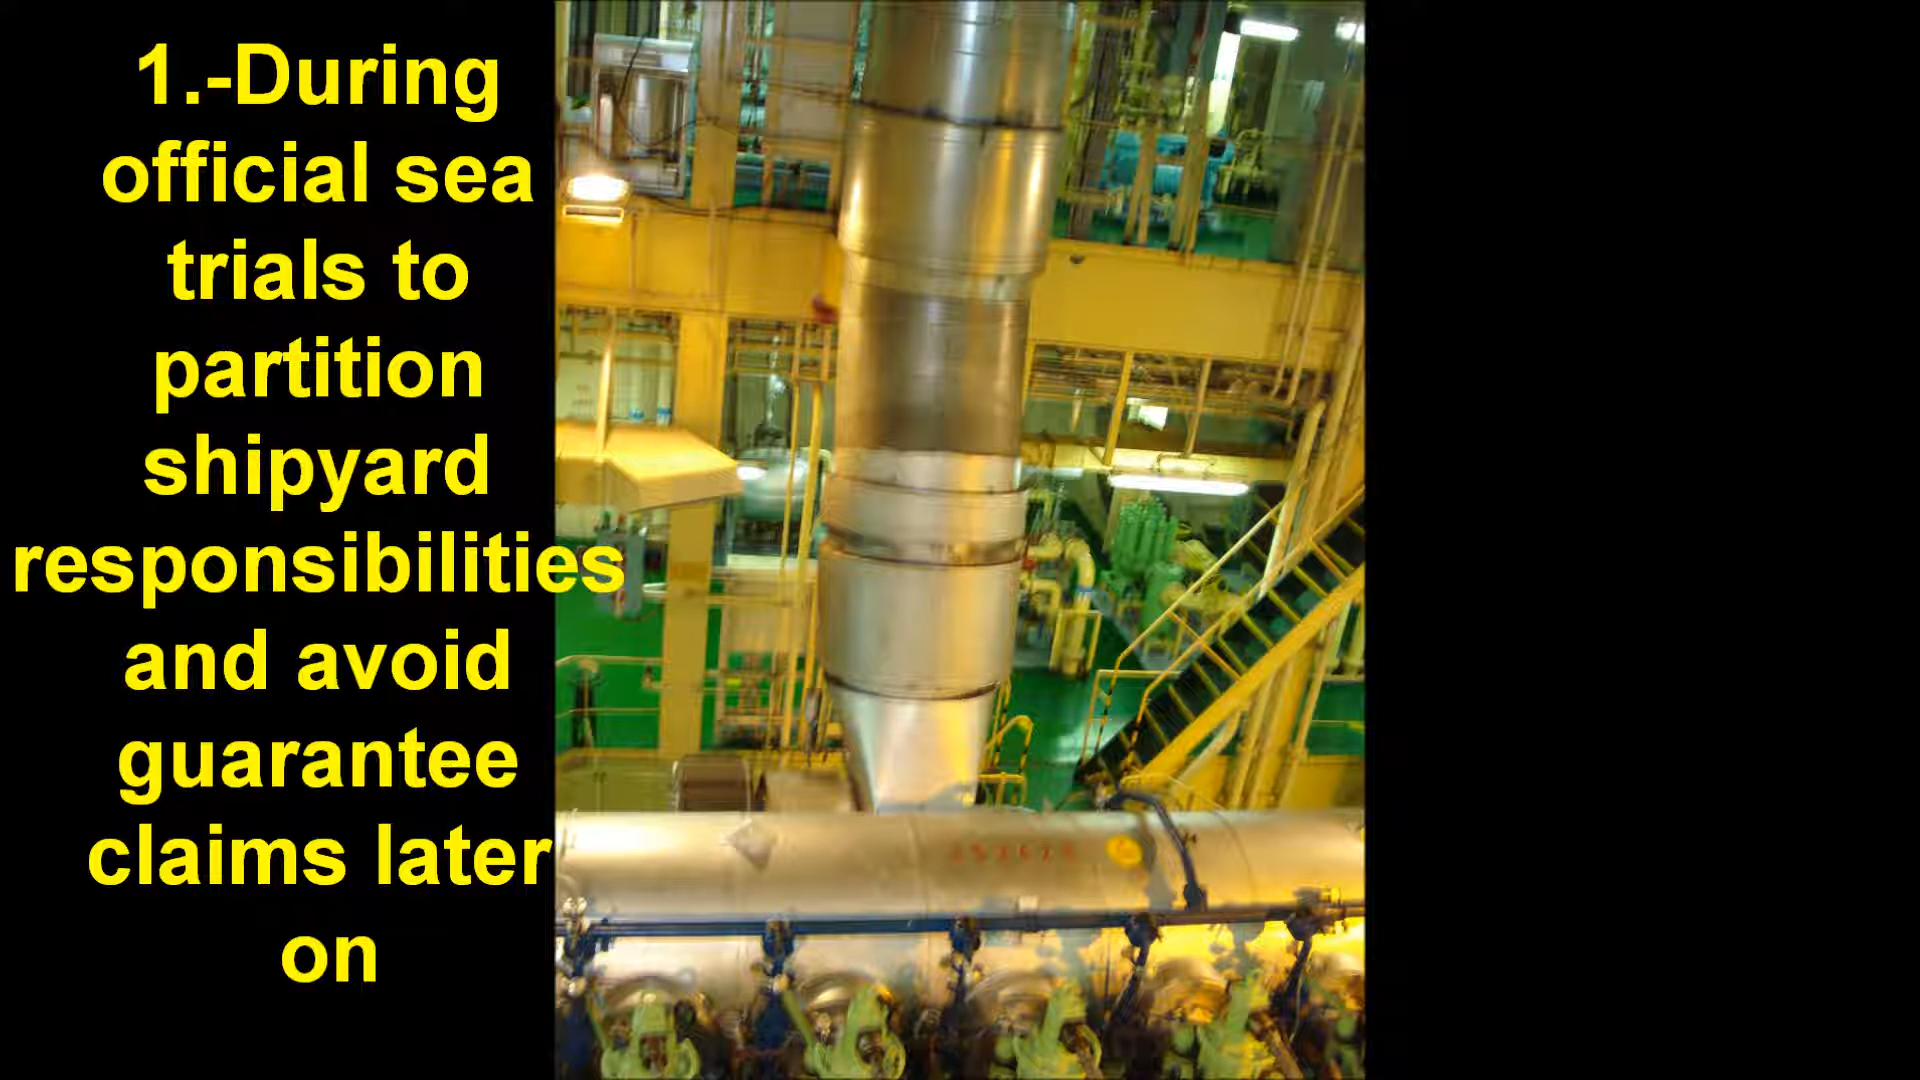 1.-During
official sea
trials to
partition
shipyard
responsibilities
and avoid
guarantee
claims later
on